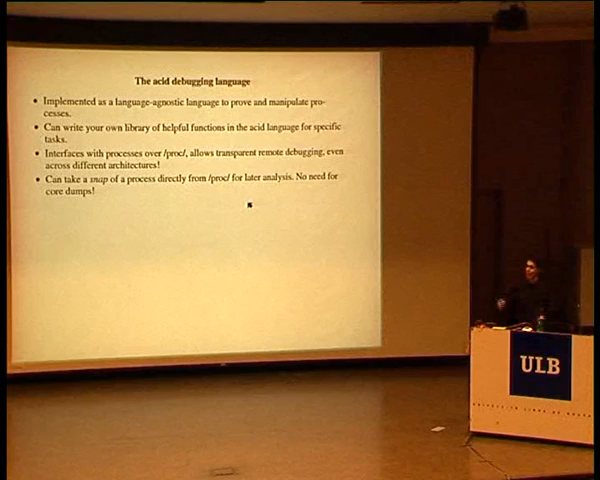 The acid debugging language
• Implemented as a language-agnostic language to prove and manipulate pro-
cesses.
• Can write your own library of helpful functions in the acid language for specific
tasks.
• Interfaces with processes over /proc/, allows transparent remote debugging, even
across different architectures!
• Can take a snap of a process directly from /proc/ for later analysis. No need for
core dumps!
ULB
UNIVERSITÉ LIBRE DE